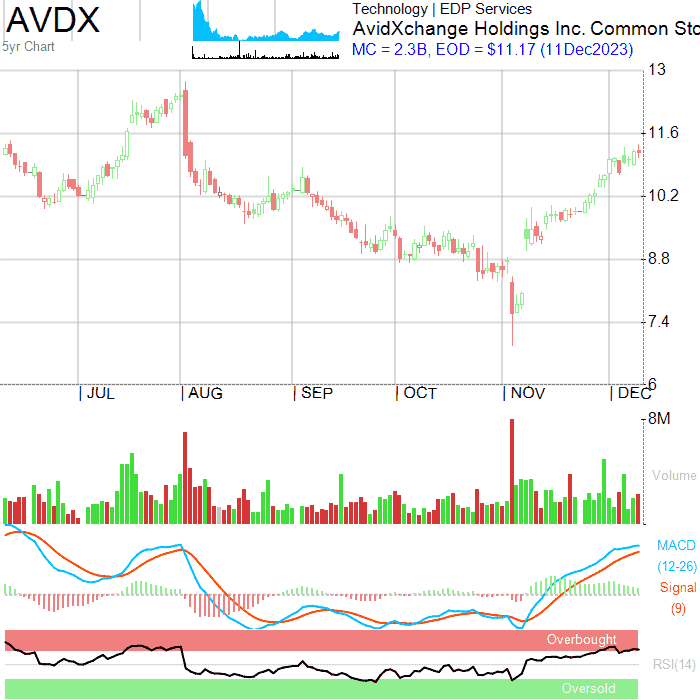 AVDX
5yr Chart
Technology | EDP Services
AvidXchange Holdings Inc. Common Sto
MC = 2.3B, EOD = $11.17 (11Dec2023)
13
11.6
10.2
8.8
7.4
6
| JUL | AUG | SEP | OCT | NOV | DEC
8M
Volume
MACD
(12-26)
Signal
(9)
Overbought
RSI(14)
Oversold